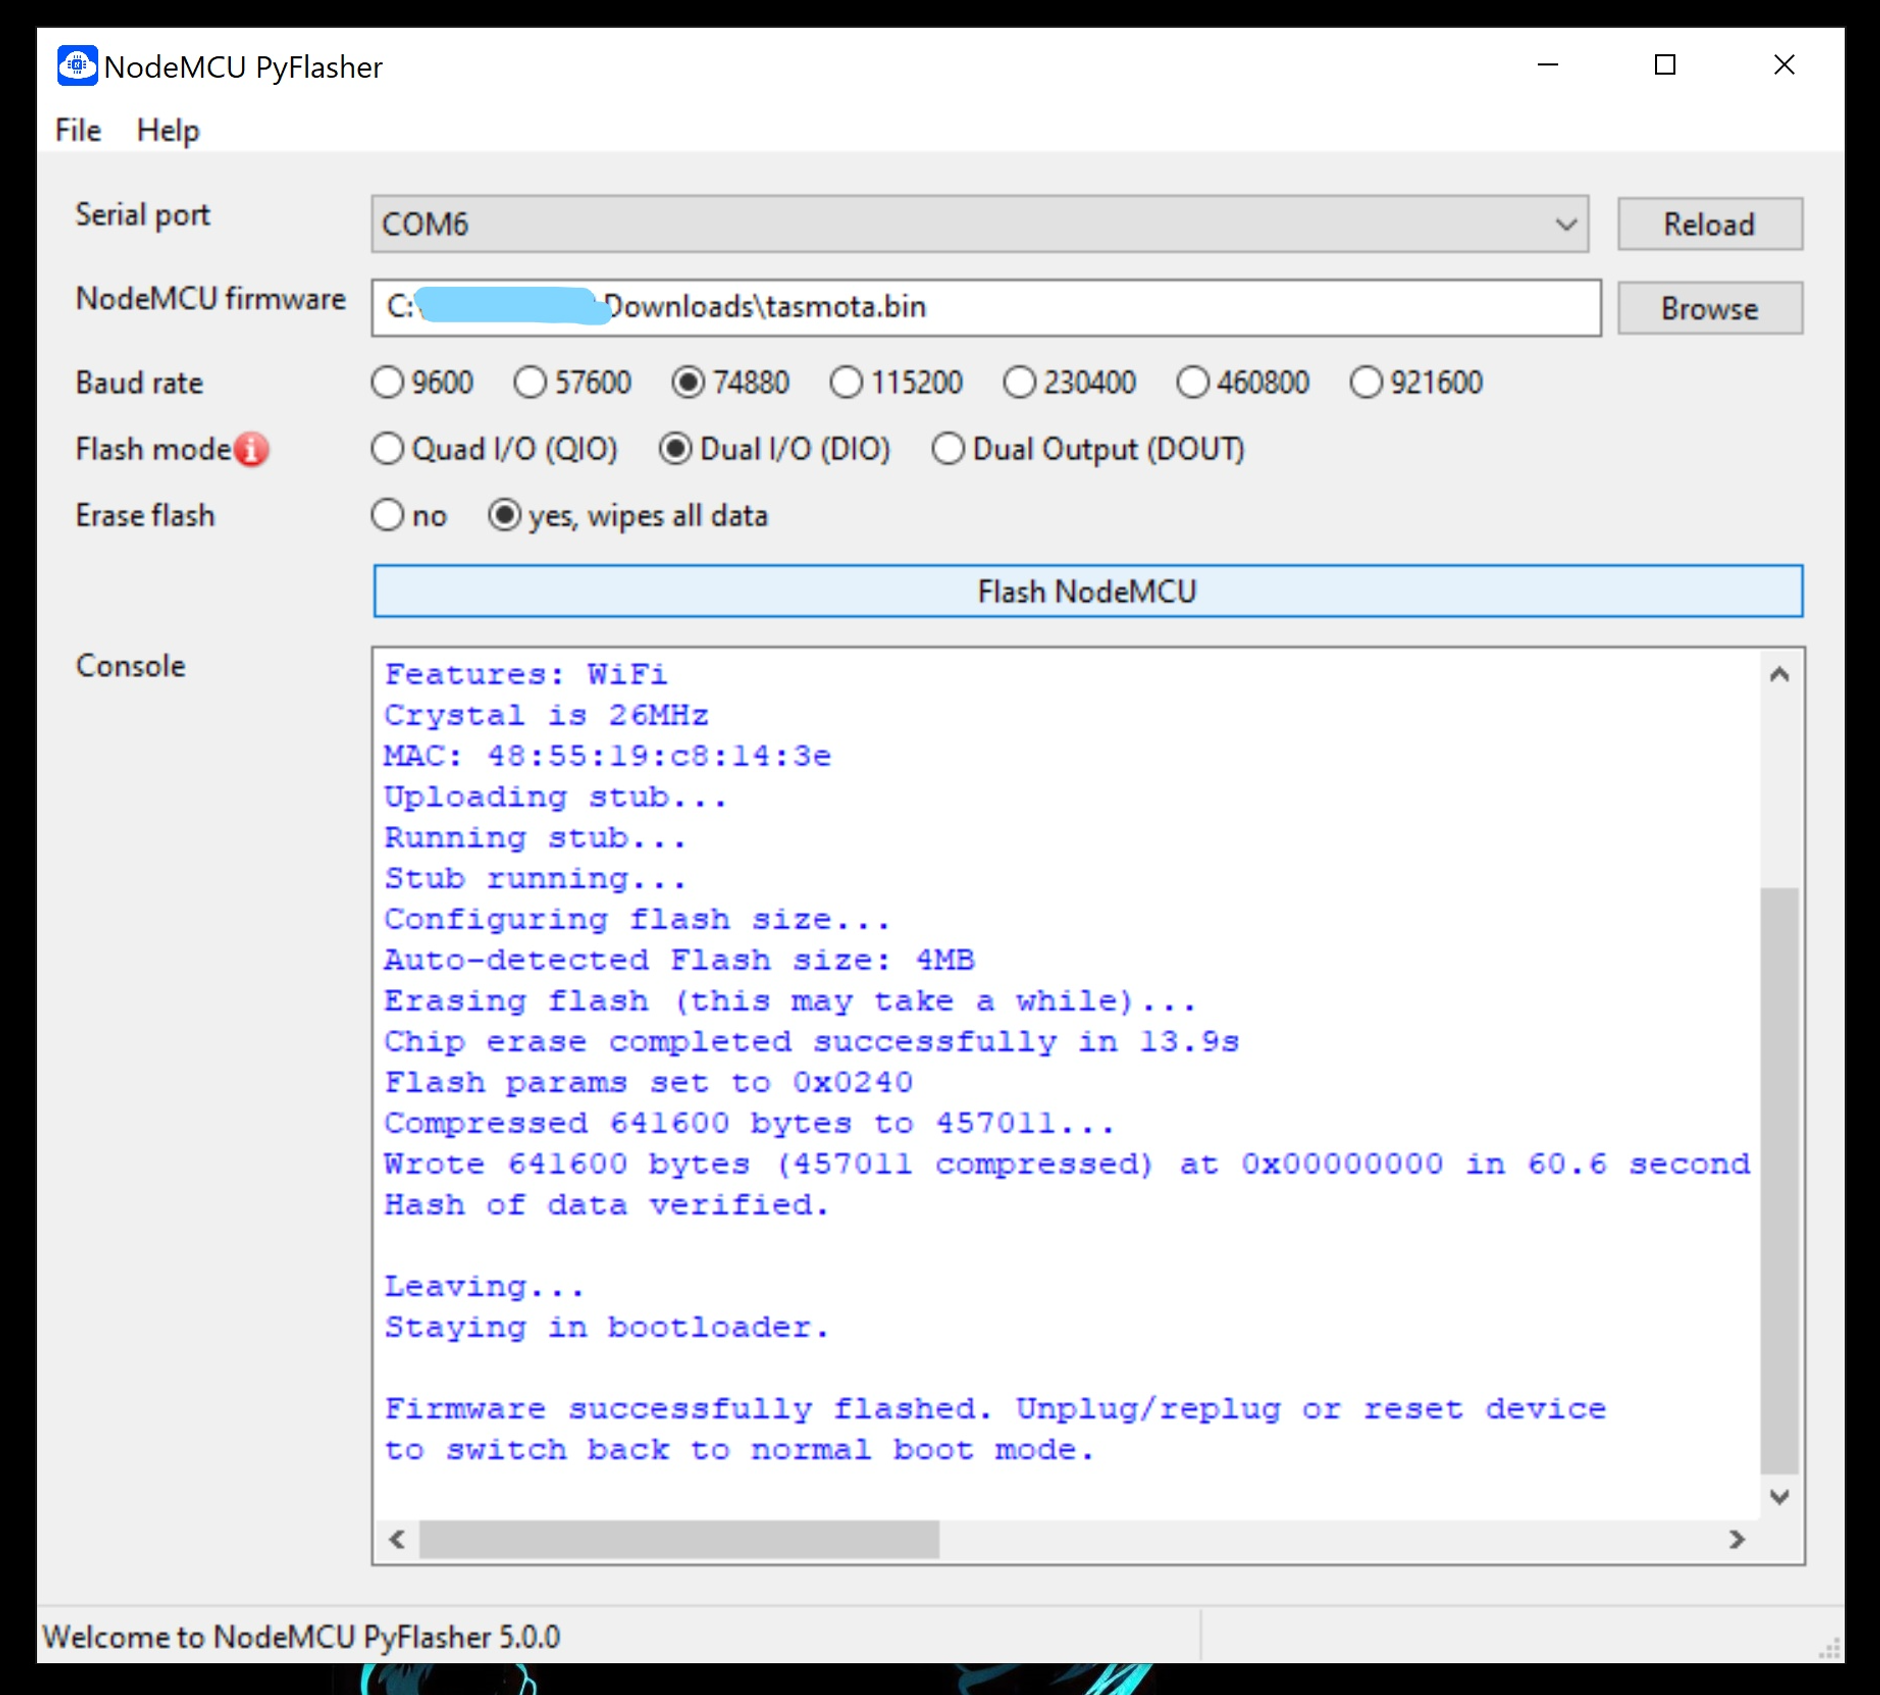 NodeMCU PyFlasher
File Help
Serial port COM6 Reload
NodeMCU firmware C:\ Downloads\tasmota.bin Browse
Baud rate 9600 57600 74880 115200 230400 460800 921600
Flash mode Quad I/O (QIO) Dual I/O (DIO) Dual Output (DOUT)
Erase flash no yes, wipes all data
Flash NodeMCU
Console
Features: WiFi
Crystal is 26MHz
MAC: 48:55:19:c8:14:3e
Uploading stub...
Running stub...
Stub running...
Configuring flash size...
Auto-detected Flash size: 4MB
Erasing flash (this may take a while)...
Chip erase completed successfully in 13.9s
Flash params set to 0x0240
Compressed 641600 bytes to 457011...
Wrote 641600 bytes (457011 compressed) at 0x00000000 in 60.6 second
Hash of data verified.
Leaving...
Staying in bootloader.
Firmware successfully flashed. Unplug/replug or reset device
to switch back to normal boot mode.
Welcome to NodeMCU PyFlasher 5.0.0